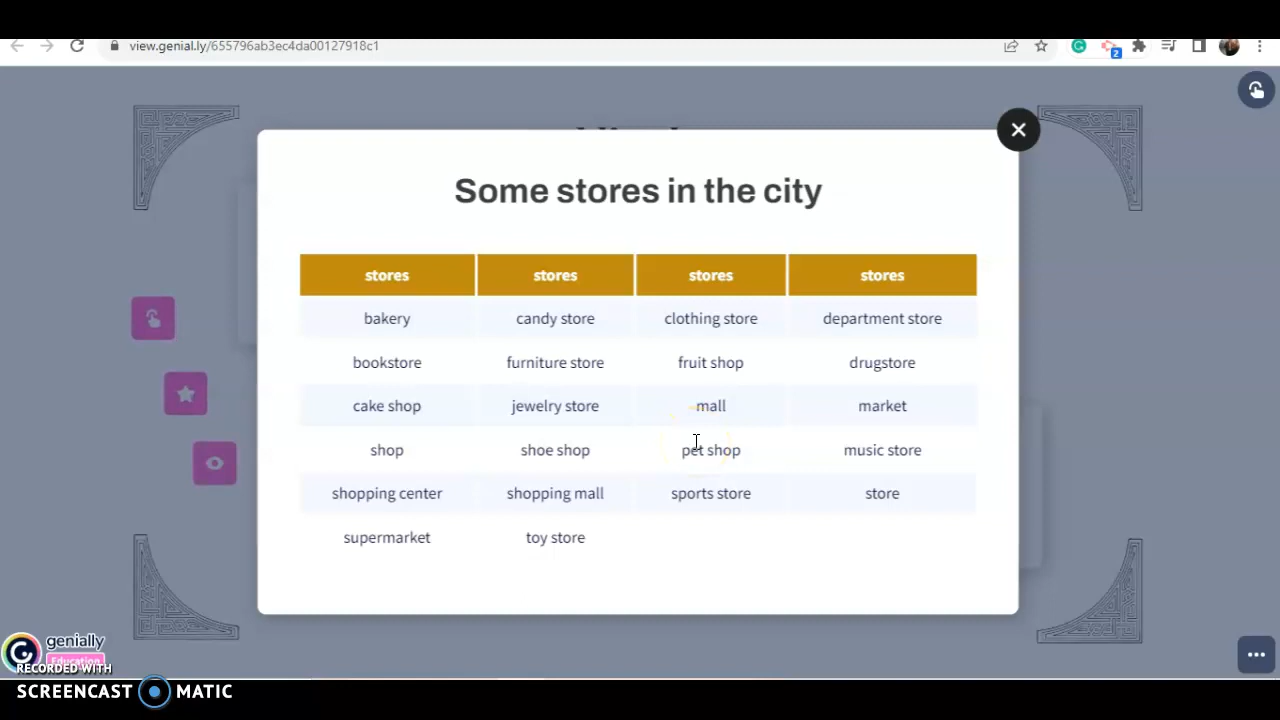 view.genial.ly/655796ab3ec4da00127918c1
2
Some stores in the city
stores stores stores stores
bakery candy store clothing store department store
bookstore furniture store fruit shop drugstore
cake shop jewelry store mall market
shop shoe shop pet shop music store
shopping center shopping mall sports store store
supermarket toy store
genially
Education
RECORDED WITH
SCREENCAST MATIC